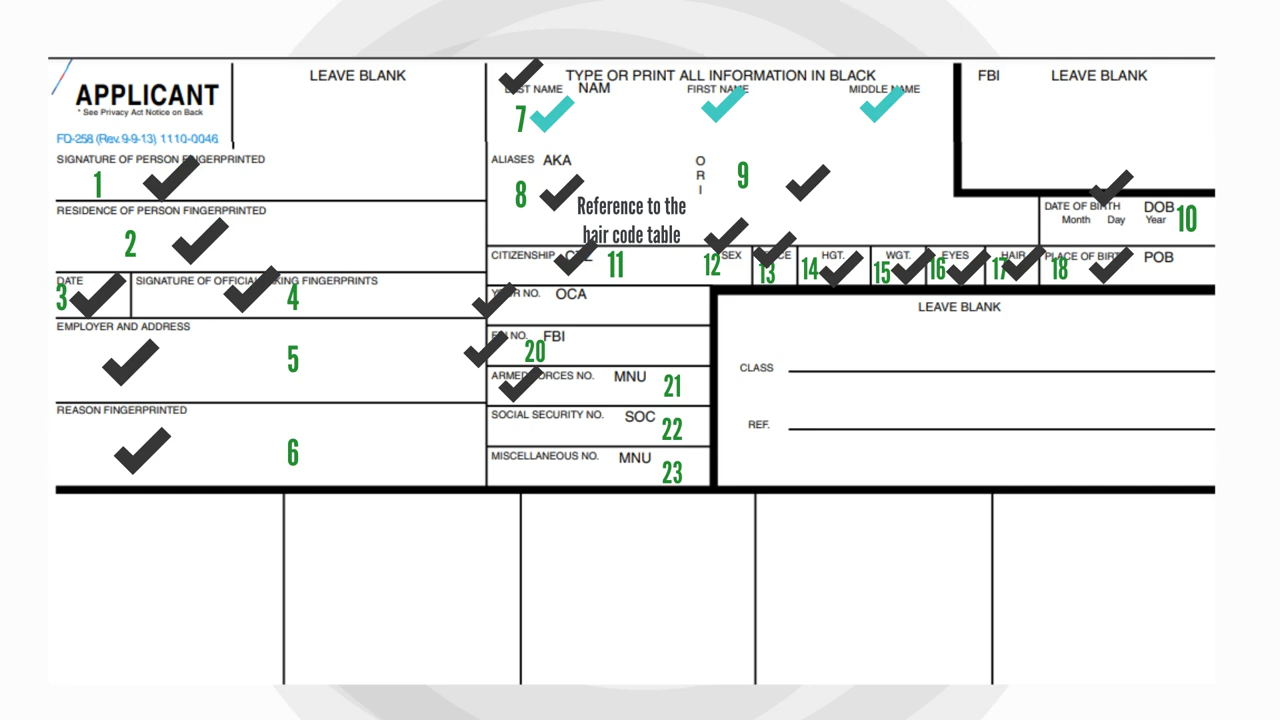 LEAVE BLANK
TYPE OR PRINT ALL INFORMATION IN BLACK
FBI LEAVE BLANK
APPLICANT
* See Privacy Act Notice on Back
FD-258 (Rev. 9-9-13) 1110-0046
LAST NAME NAM FIRST NAME MIDDLE NAME
7
SIGNATURE OF PERSON FINGERPRINTED
1
RESIDENCE OF PERSON FINGERPRINTED
2
DATE SIGNATURE OF OFFICIAL TAKING FINGERPRINTS
3 4
EMPLOYER AND ADDRESS
5
REASON FINGERPRINTED
6
ALIASES AKA
8
ORI
9
Reference to the
hair code table
DATE OF BIRTH DOB
Month Day Year
10
CITIZENSHIP CTZ 11
12 SEX
RACE 13
HGT. 14
WGT. 15
EYES 16
HAIR 17
PLACE OF BIRTH POB
18
YOUR NO. OCA
FBI NO. FBI
20
ARMED FORCES NO. MNU
21
SOCIAL SECURITY NO. SOC
22
MISCELLANEOUS NO. MNU
23
LEAVE BLANK
CLASS
REF.